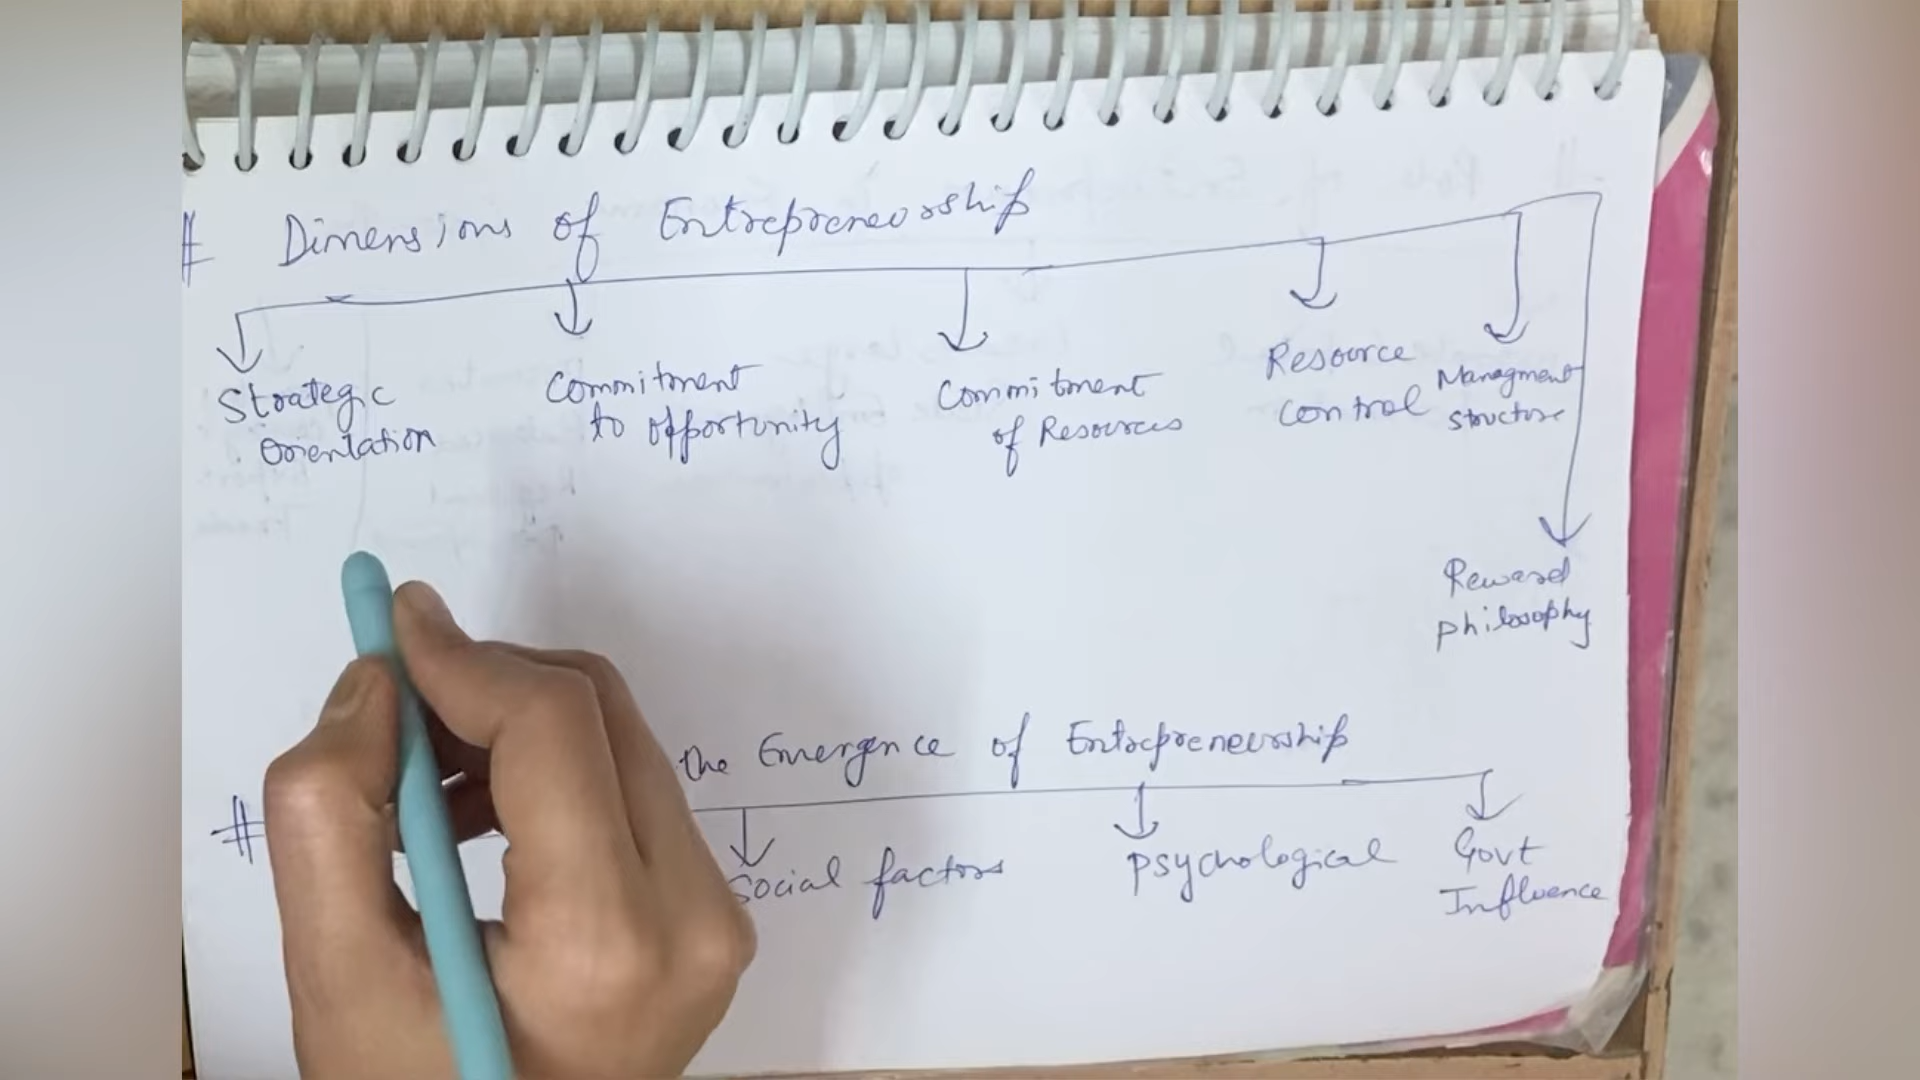 # Dimensions of Entrepreneurship
Strategic
Orientation
Commitment
to opportunity
Commitment
of Resources
Resource
control
Managment
structure
Reward
philosophy
#
the Emergence of Entrepreneurship
Social factors
Psychological
Govt
Influence